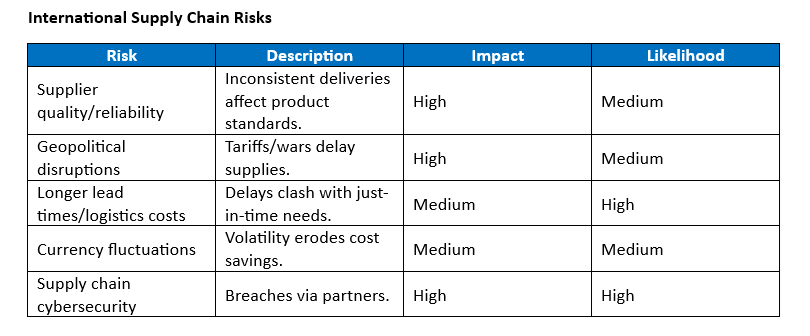 International Supply Chain Risks
Risk Description Impact Likelihood
Supplier
quality/reliability
Inconsistent deliveries
affect product
standards.
High
Medium
Geopolitical
disruptions
Tariffs/wars delay
supplies.
High
Medium
Longer lead
times/logistics costs
Delays clash with just-
in-time needs.
Medium
High
Currency fluctuations
Volatility erodes cost
savings.
Medium
Medium
Supply chain
cybersecurity
Breaches via partners.
High
High